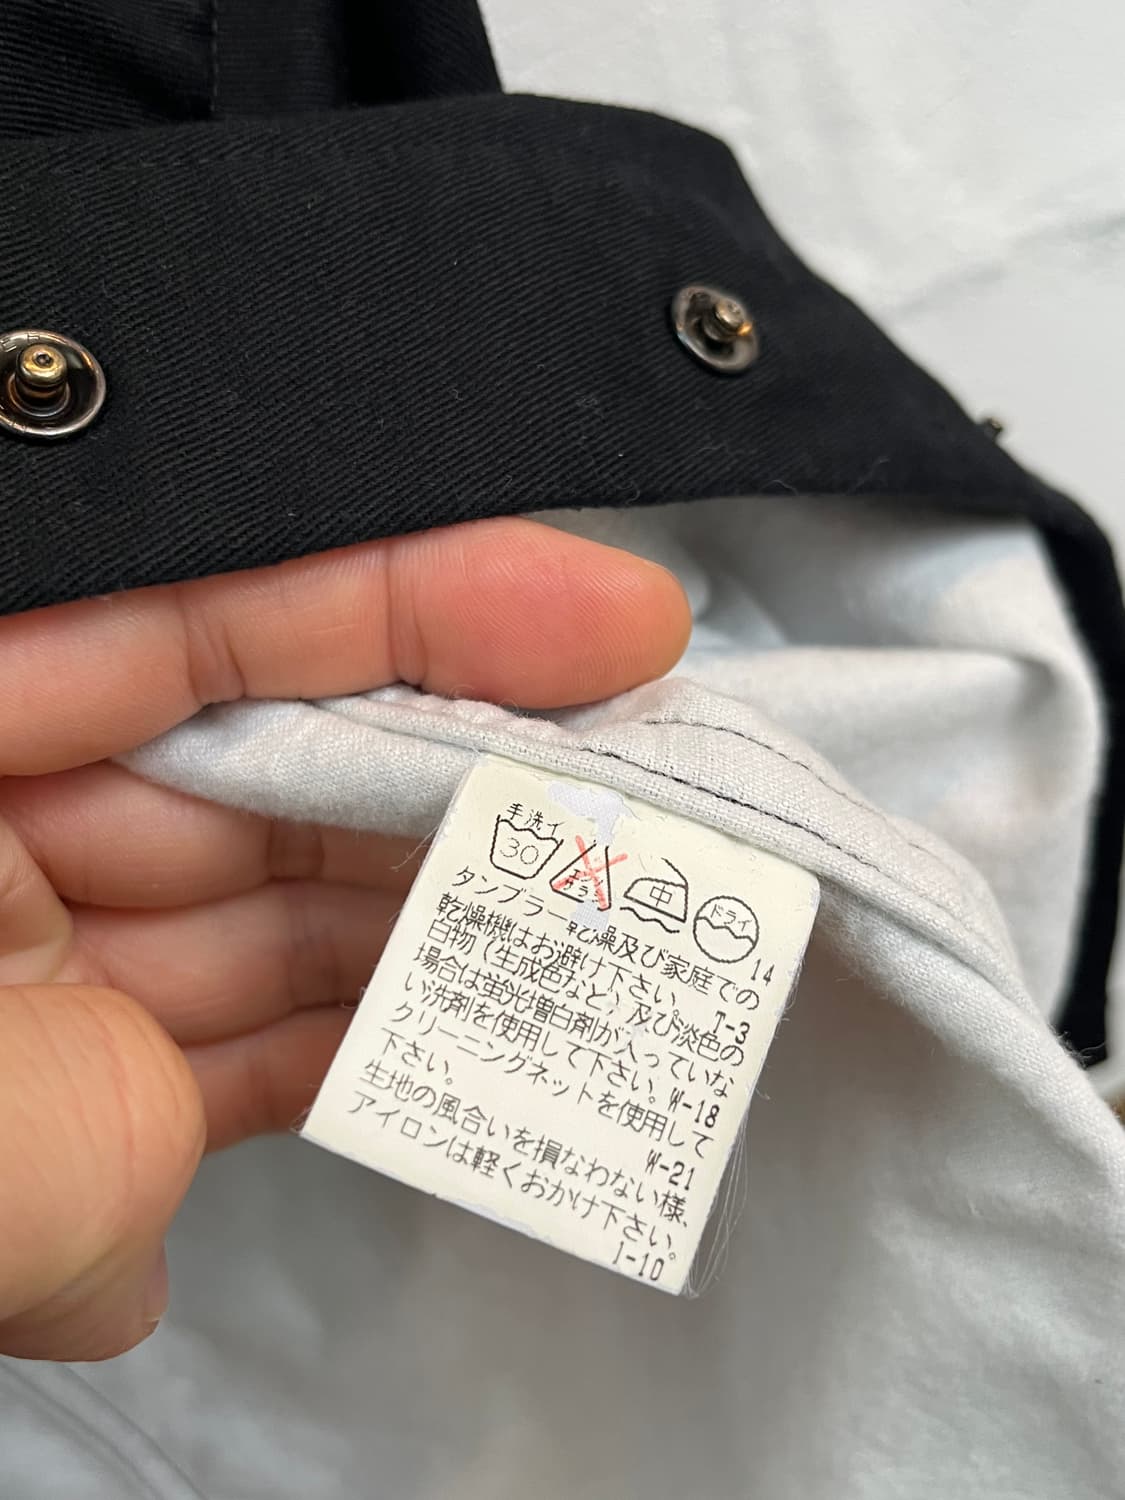 手洗イ
30
エンソ
サラシ
中
ドライ
14
タンブラー乾燥及び家庭での
乾燥機はお避け下さい。
T-3
白物(生成色など)及び淡色の
場合は蛍光増白剤が入っていな
い洗剤を使用して下さい。W-18
クリーニングネットを使用して
下さい。
W-21
生地の風合いを損なわない様、
アイロンは軽くおかけ下さい。
I-10